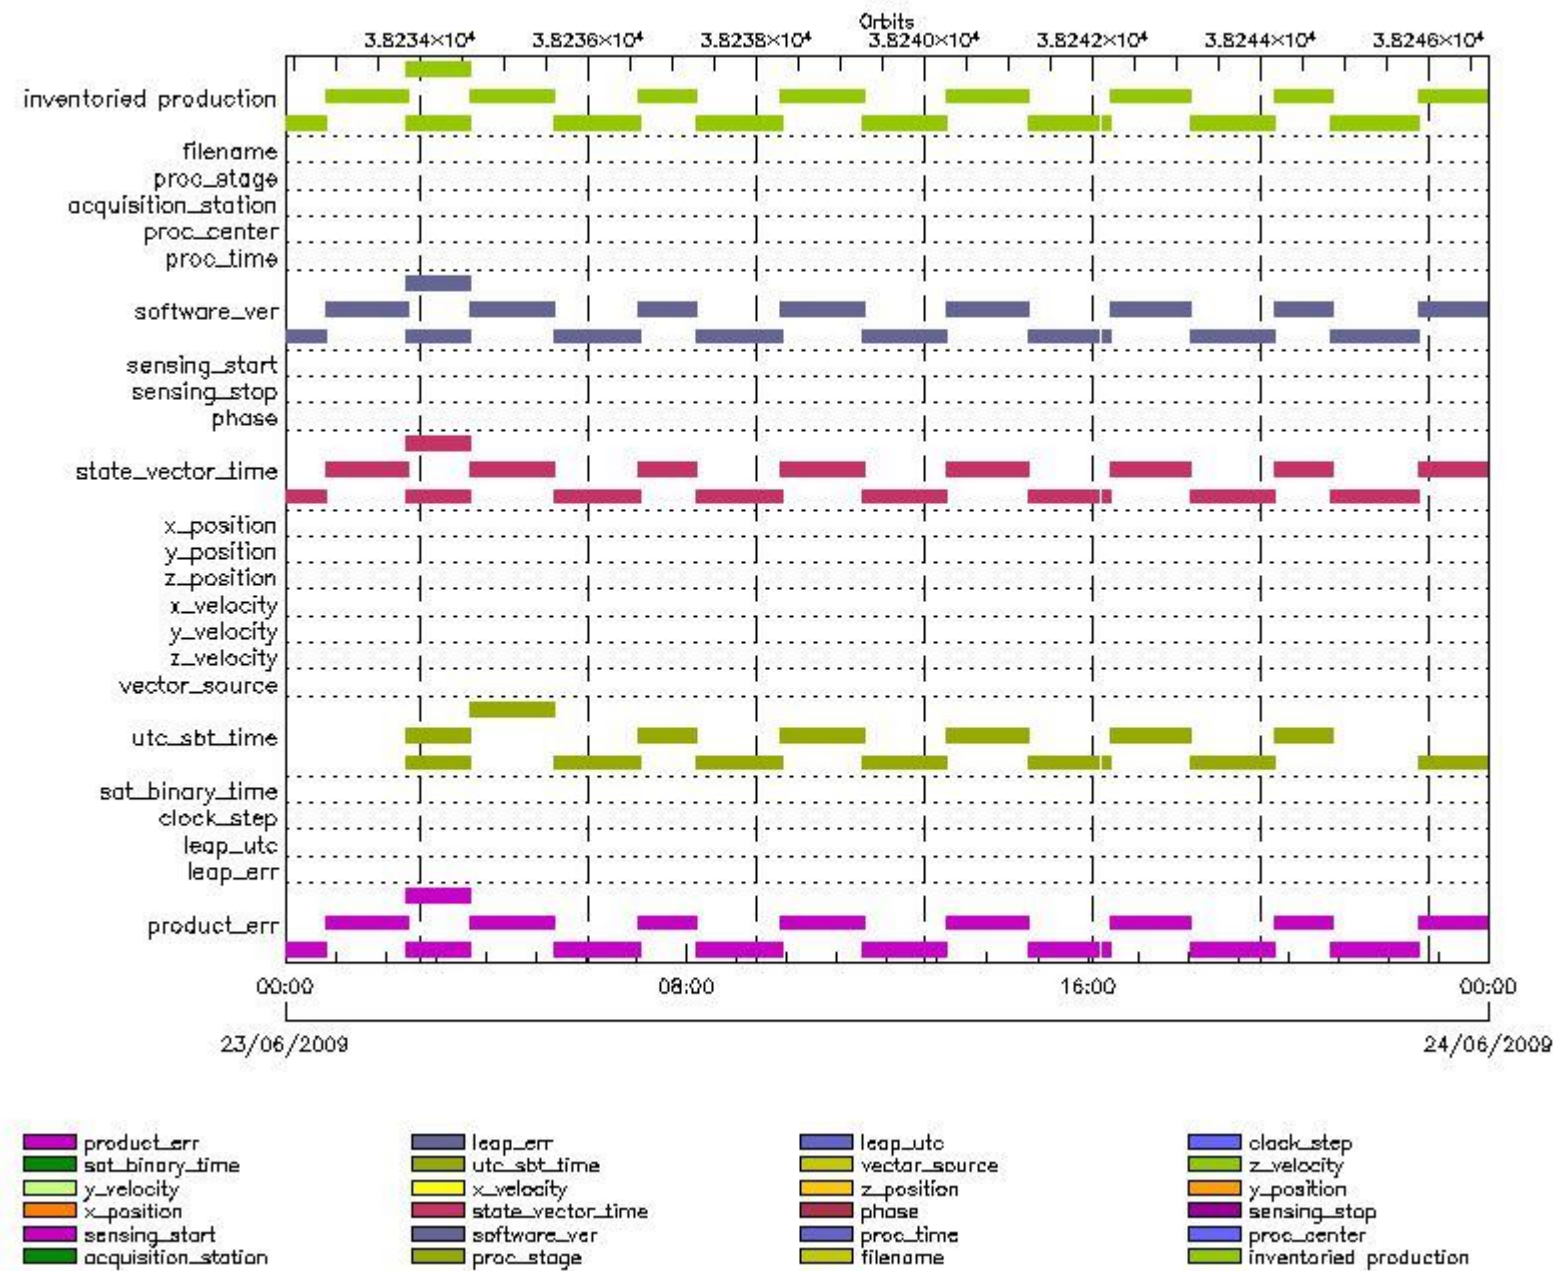 Orbits
3.8234×10⁴ 3.8236×10⁴ 3.8238×10⁴ 3.8240×10⁴ 3.8242×10⁴ 3.8244×10⁴ 3.8246×10⁴
inventoried production
filename
proc_stage
acquisition_station
proc_center
proc_time
software_ver
sensing_start
sensing_stop
phase
state_vector_time
x_position
y_position
z_position
x_velocity
y_velocity
z_velocity
vector_source
utc_sbt_time
sat_binary_time
clock_step
leap_utc
leap_err
product_err
00:00 08:00 16:00 00:00
23/06/2009 24/06/2009
product_err leap_err leap_utc clock_step
sat_binary_time utc_sbt_time vector_source z_velocity
y_velocity x_velocity z_position y_position
x_position state_vector_time phase sensing_stop
sensing_start software_ver proc_time proc_center
acquisition_station proc_stage filename inventoried production